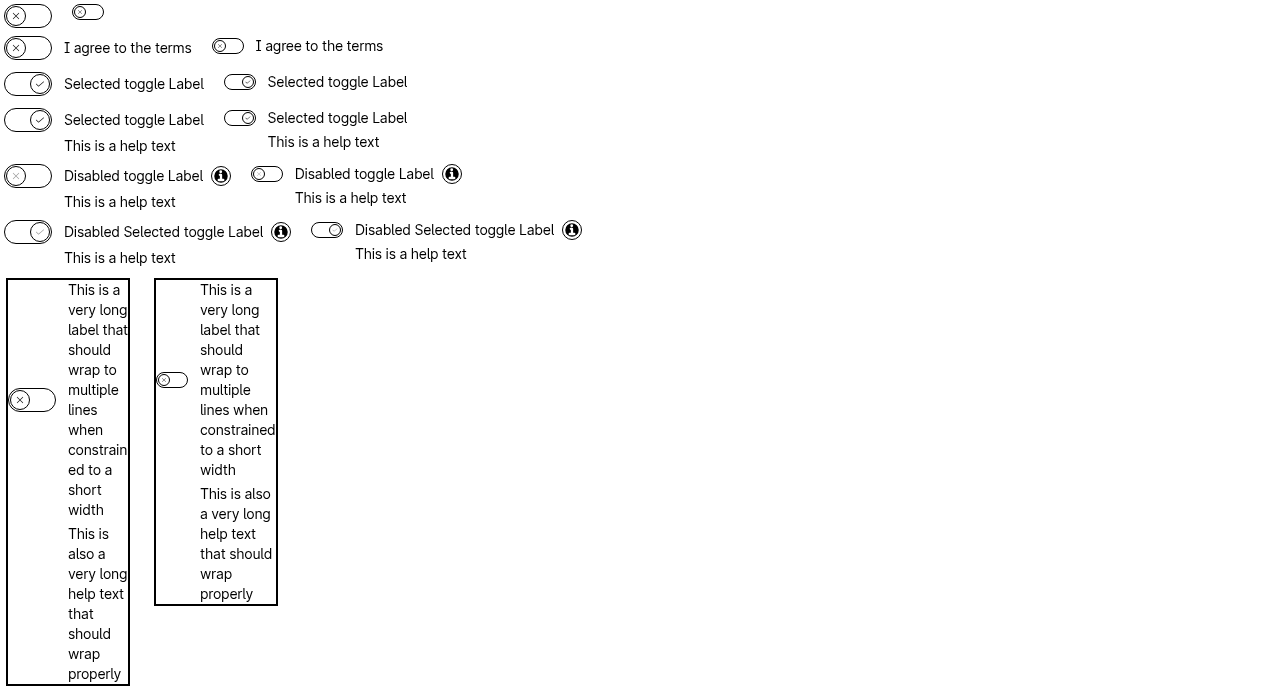 I agree to the terms I agree to the terms
Selected toggle Label Selected toggle Label
Selected toggle Label Selected toggle Label
This is a help text This is a help text
Disabled toggle Label Disabled toggle Label
This is a help text This is a help text
Disabled Selected toggle Label Disabled Selected toggle Label
This is a help text This is a help text
This is a
very long
label that
should
wrap to
multiple
lines
when
constrain
ed to a
short
width
This is
also a
very long
help text
that
should
wrap
properly
This is a
very long
label that
should
wrap to
multiple
lines when
constrained
to a short
width
This is also
a very long
help text
that should
wrap
properly